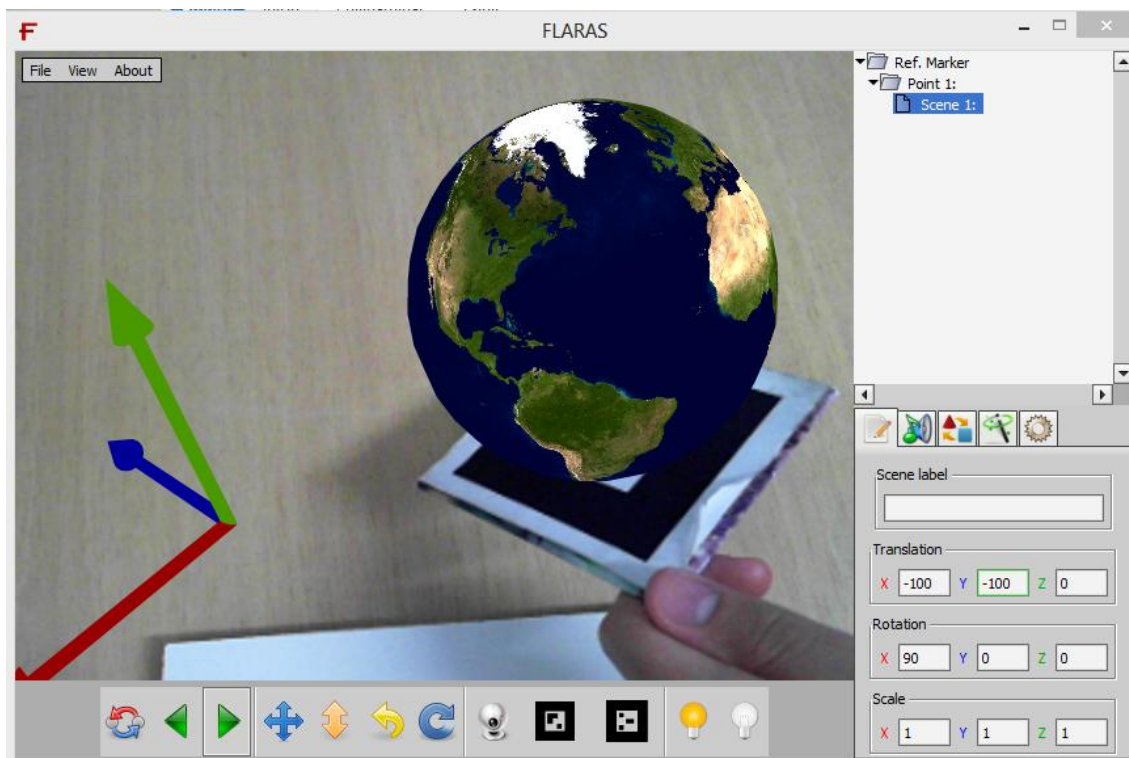 FLARAS
File View About
Ref. Marker
Point 1:
Scene 1:
Scene label
Translation
X -100 Y -100 Z 0
Rotation
X 90 Y 0 Z 0
Scale
X 1 Y 1 Z 1